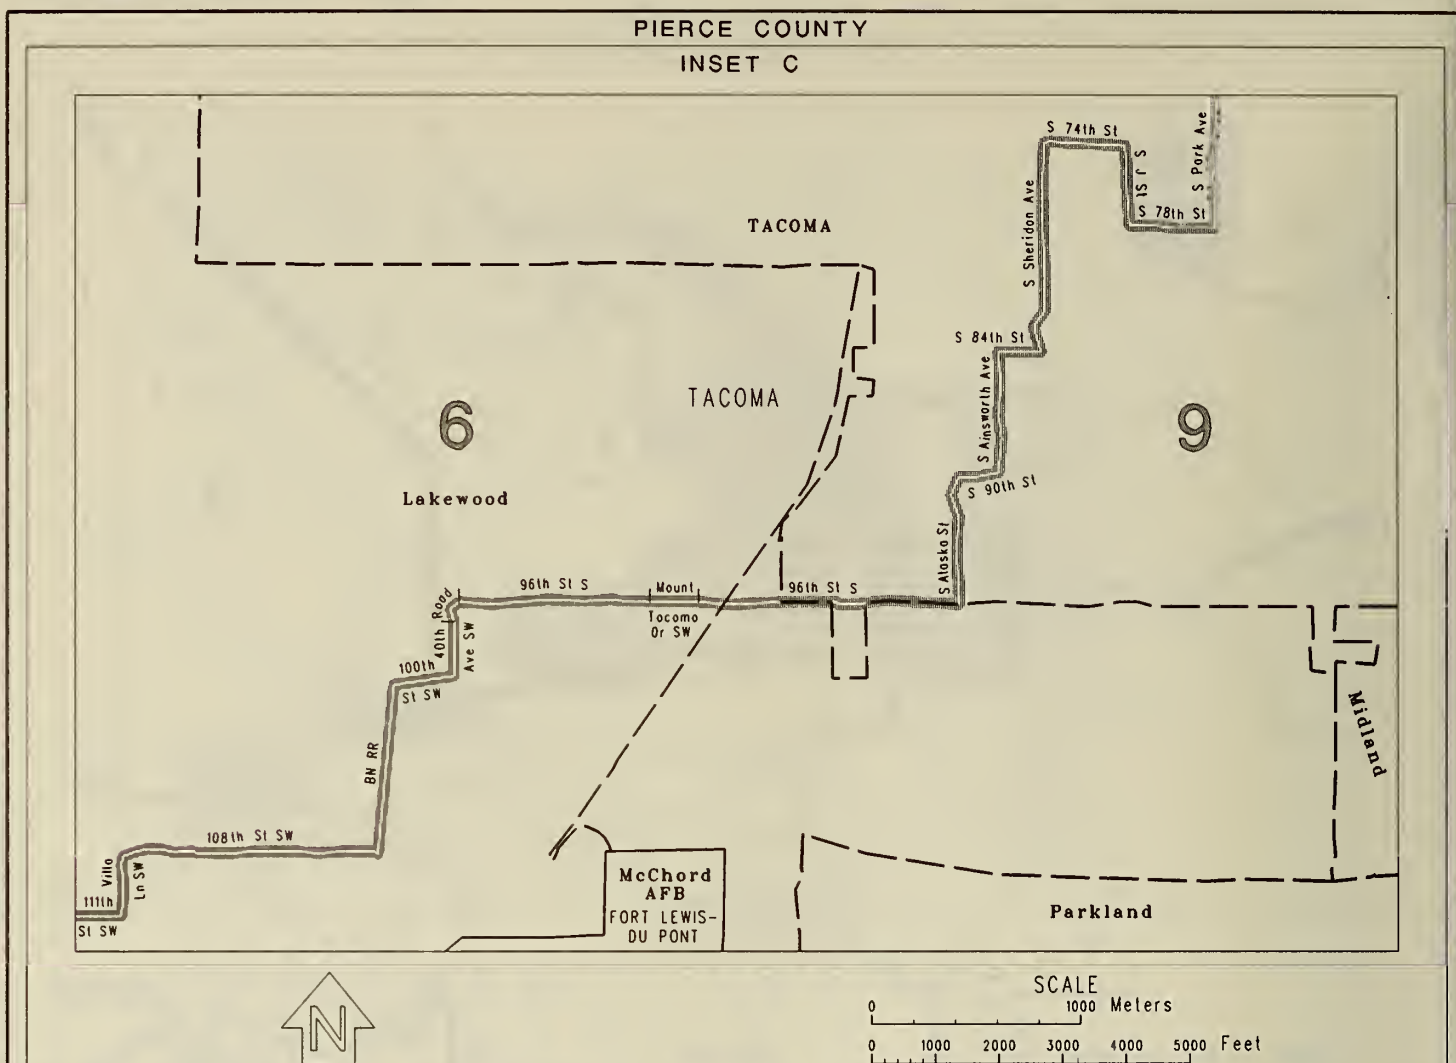 PIERCE COUNTY
INSET C
S 74th St
S J St
S Park Ave
S 78th St
S Sheridon Ave
TACOMA
S 84th St
TACOMA
S Ainsworth Ave
6
9
Lakewood
S 90th St
S Alaska St
96th St S
Mount
Tocomo
Dr SW
96th St S
40th
Road
Ave SW
100th
St SW
BN RR
Midland
108th St SW
Villa
Ln SW
111th
St SW
McChord
AFB
FORT LEWIS-
DU PONT
Parkland
N
SCALE
0 1000 Meters
0 1000 2000 3000 4000 5000 Feet